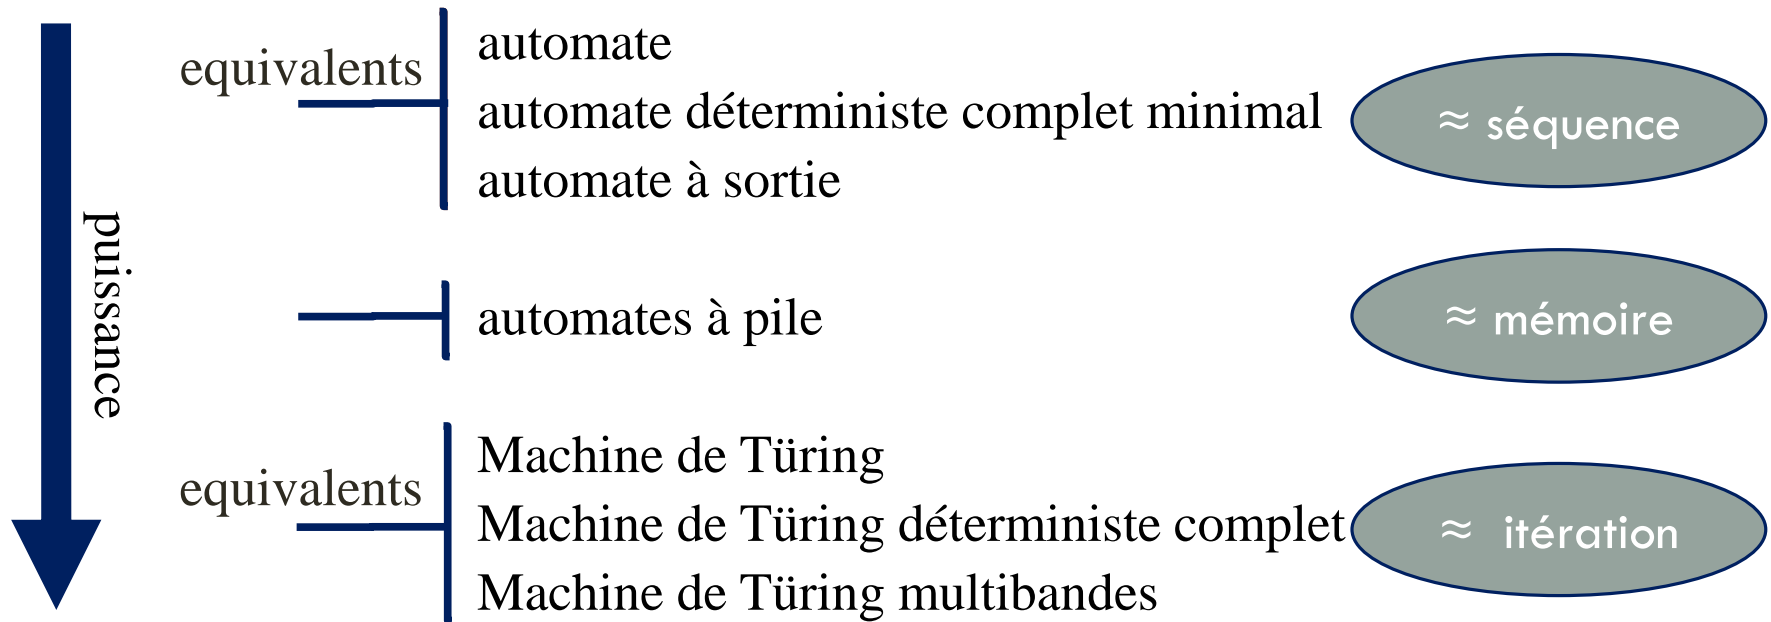 puissance
equivalents
automate
automate déterministe complet minimal
automate à sortie
≈ séquence
automates à pile
≈ mémoire
equivalents
Machine de Türing
Machine de Türing déterministe complet
Machine de Türing multibandes
≈ itération